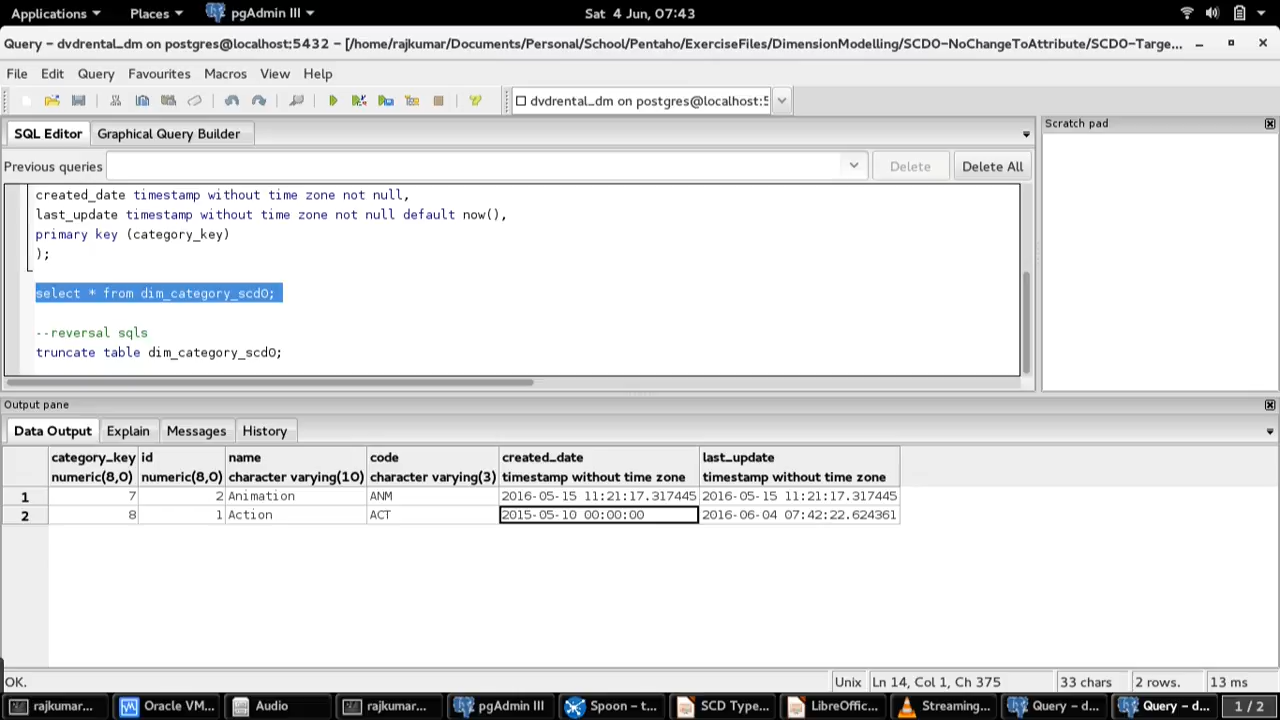 Applications Places pgAdmin III Sat 4 Jun, 07:43
Query - dvdrental_dm on postgres@localhost:5432 - [/home/rajkumar/Documents/Personal/School/Pentaho/ExerciseFiles/DimensionModelling/SCD0-NoChangeToAttribute/SCD0-Targe...
File Edit Query Favourites Macros View Help
dvdrental_dm on postgres@localhost:5
SQL Editor Graphical Query Builder
Scratch pad
Previous queries Delete Delete All
created_date timestamp without time zone not null,
last_update timestamp without time zone not null default now(),
primary key (category_key)
);
select * from dim_category_scd0;
--reversal sqls
truncate table dim_category_scd0;
Output pane
Data Output Explain Messages History
category_key id name code created_date last_update
numeric(8,0) numeric(8,0) character varying(10) character varying(3) timestamp without time zone timestamp without time zone
1 7 2 Animation ANM 2016-05-15 11:21:17.317445 2016-05-15 11:21:17.317445
2 8 1 Action ACT 2015-05-10 00:00:00 2016-06-04 07:42:22.624361
OK. Unix Ln 14, Col 1, Ch 375 33 chars 2 rows. 13 ms
rajkumar... Oracle VM... Audio rajkumar... pgAdmin III Spoon - t... SCD Type... LibreOffic... Streaming... Query - d... Query - d... 1 / 2